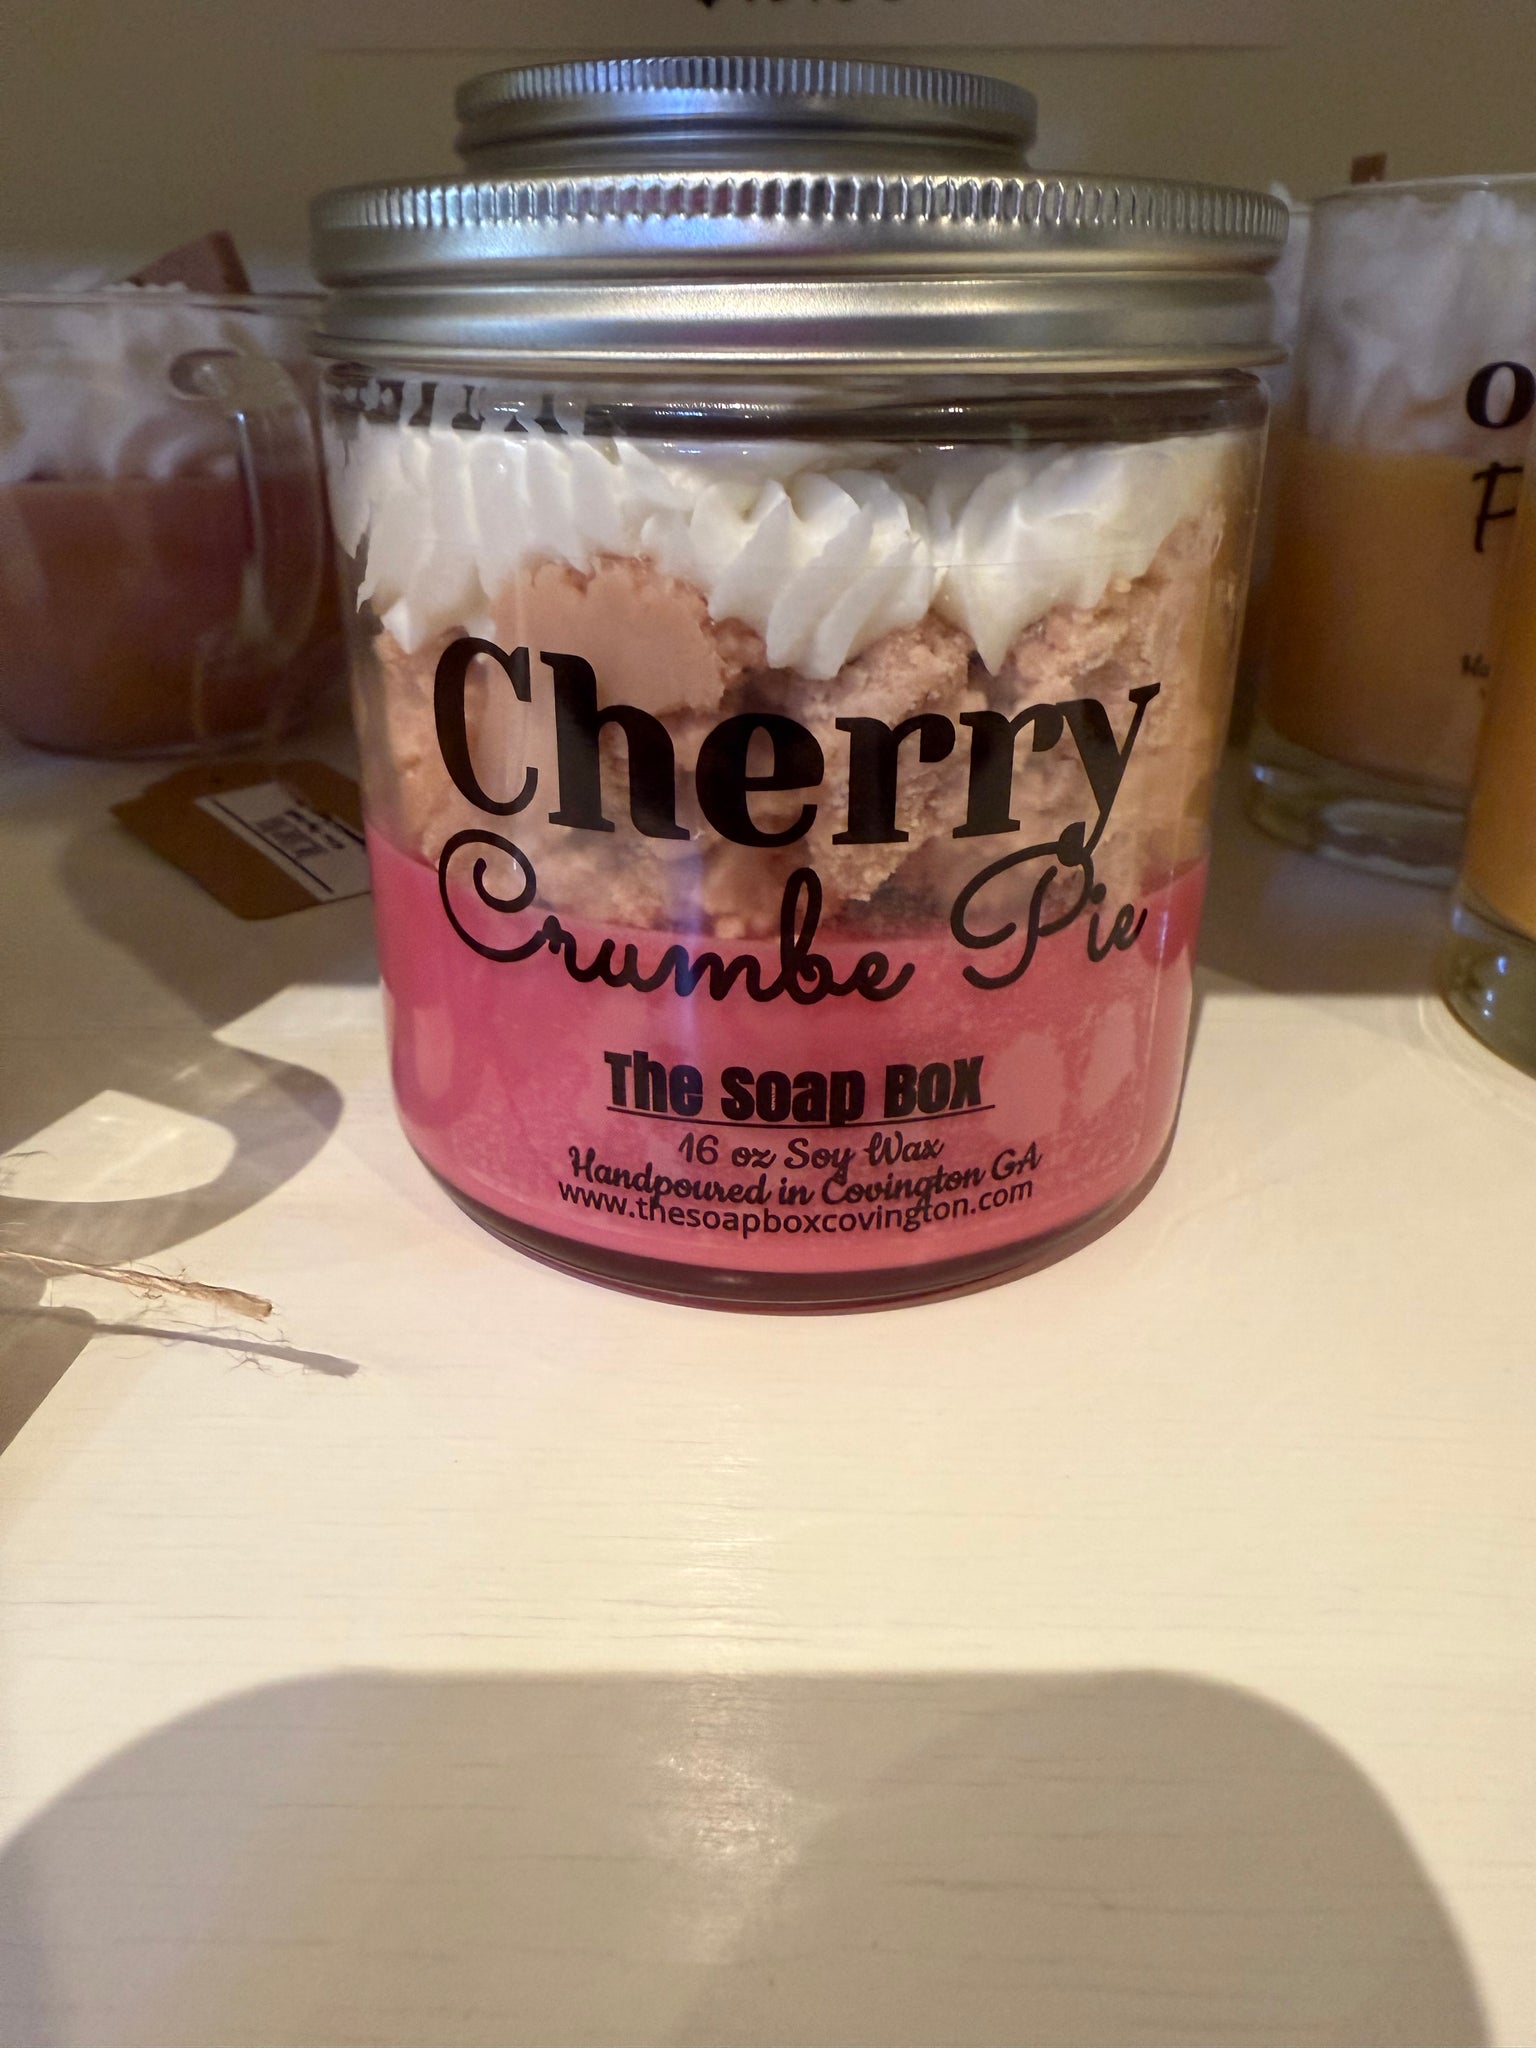 Cherry
Crumbe Pie
The Soap Box
16 oz Soy Wax
Handpoured in Covington GA
www.thesoapboxcovington.com